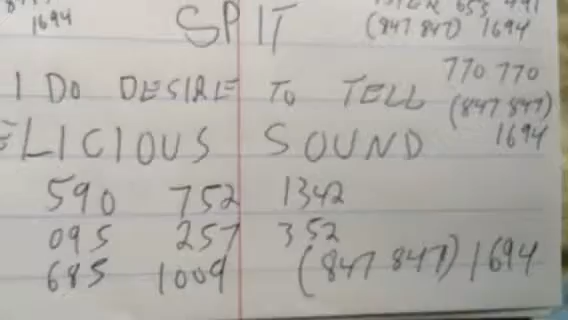 1694 SPIT (847 847) 1694
770 770
I DO DESIRE TO TELL (847 847)
ELICIOUS SOUND 1694
590 752 1342
095 257 352
685 1009 (847 847) 1694